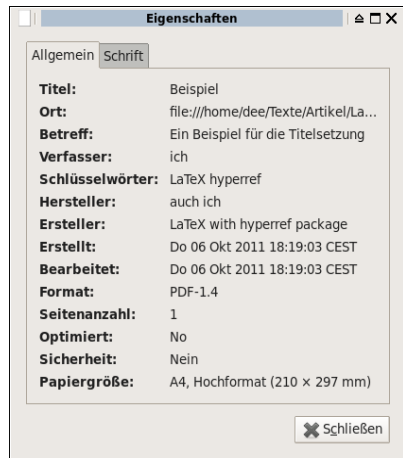 Eigenschaften
Allgemein Schrift
Titel: Beispiel
Ort: file:///home/dee/Texte/Artikel/La...
Betreff: Ein Beispiel für die Titelsetzung
Verfasser: ich
Schlüsselwörter: LaTeX hyperref
Hersteller: auch ich
Ersteller: LaTeX with hyperref package
Erstellt: Do 06 Okt 2011 18:19:03 CEST
Bearbeitet: Do 06 Okt 2011 18:19:03 CEST
Format: PDF-1.4
Seitenanzahl: 1
Optimiert: No
Sicherheit: Nein
Papiergröße: A4, Hochformat (210 × 297 mm)
Schließen